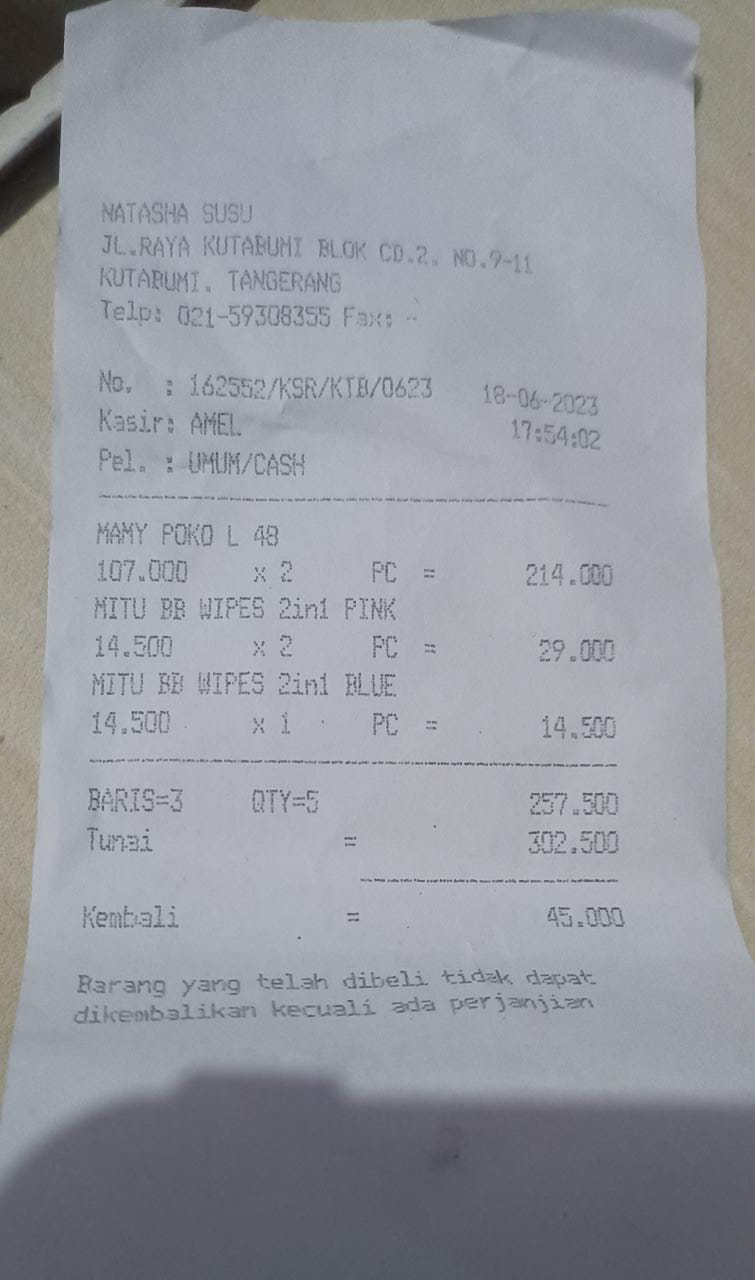 NATASHA SUSU
JL.RAYA KUTABUMI BLOK CD.2. NO.9-11
KUTABUMI. TANGERANG
Telp: 021-59308355 Fax: -
No. : 162552/KSR/KTB/0623 18-06-2023
Kasir: AMEL 17:54:02
Pel. : UMUM/CASH
MAMY POKO L 48
107.000 x 2 PC = 214.000
MITU BB WIPES 2in1 PINK
14.500 x 2 PC = 29.000
MITU BB WIPES 2in1 BLUE
14.500 x 1 PC = 14.500
BARIS=3 QTY=5 257.500
Tunai = 302.500
Kembali = 45.000
Barang yang telah dibeli tidak dapat
dikembalikan kecuali ada perjanjian